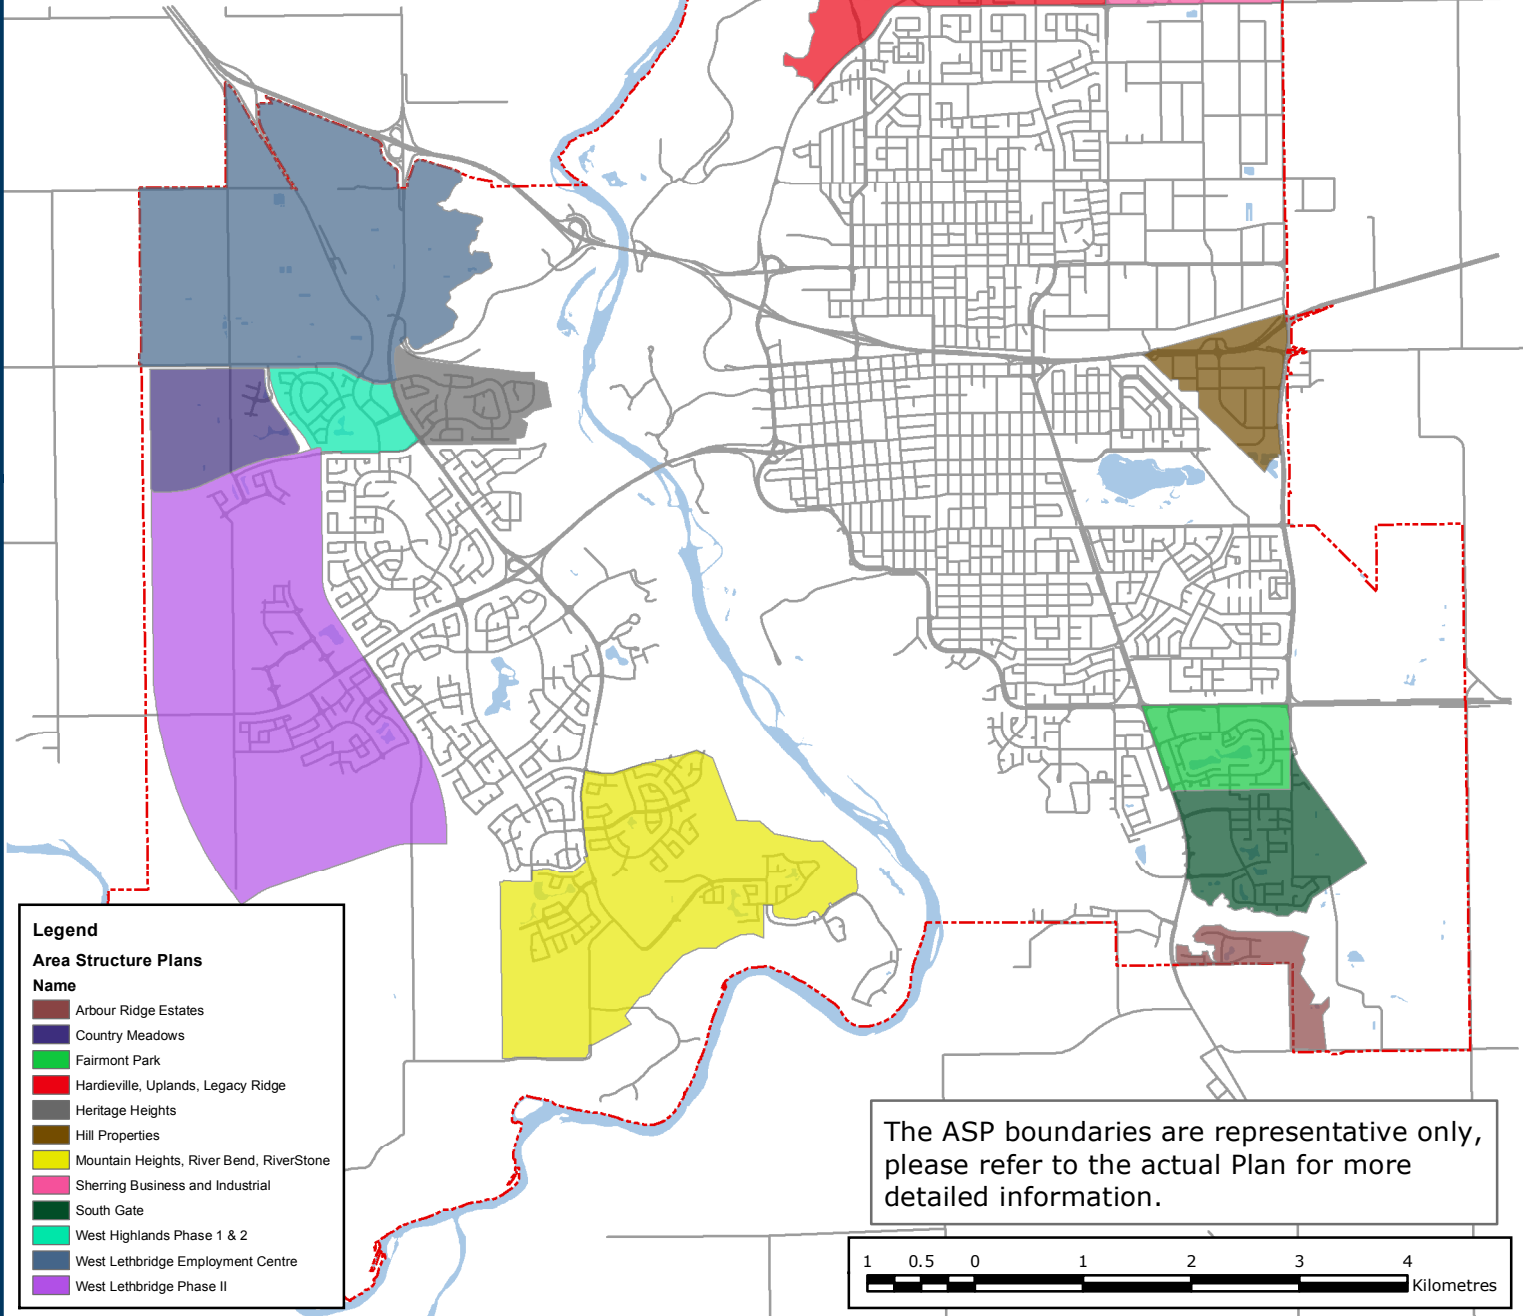 Legend
Area Structure Plans
Name
Arbour Ridge Estates
Country Meadows
Fairmont Park
Hardieville, Uplands, Legacy Ridge
Heritage Heights
Hill Properties
Mountain Heights, River Bend, RiverStone
Sherring Business and Industrial
South Gate
West Highlands Phase 1 & 2
West Lethbridge Employment Centre
West Lethbridge Phase II
The ASP boundaries are representative only,
please refer to the actual Plan for more
detailed information.
1 0.5 0 1 2 3 4
Kilometres